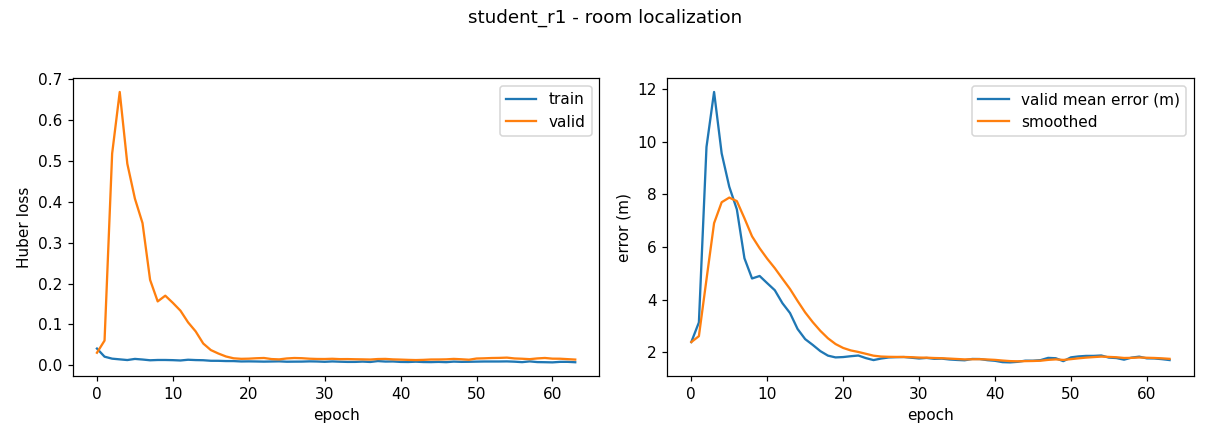 student_r1 - room localization
0.7
0.6
0.5
0.4
0.3
0.2
0.1
0.0
Huber loss
train
valid
0 10 20 30 40 50 60
epoch
12
10
8
6
4
2
error (m)
valid mean error (m)
smoothed
0 10 20 30 40 50 60
epoch